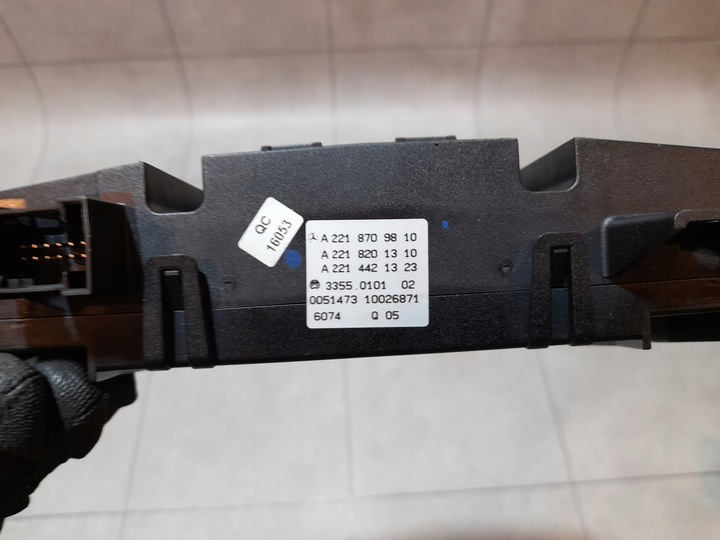 QC
16053
A 221 870 98 10
A 221 820 13 10
A 221 442 13 23
3355.0101 02
0051473 10026871
6074 Q 05